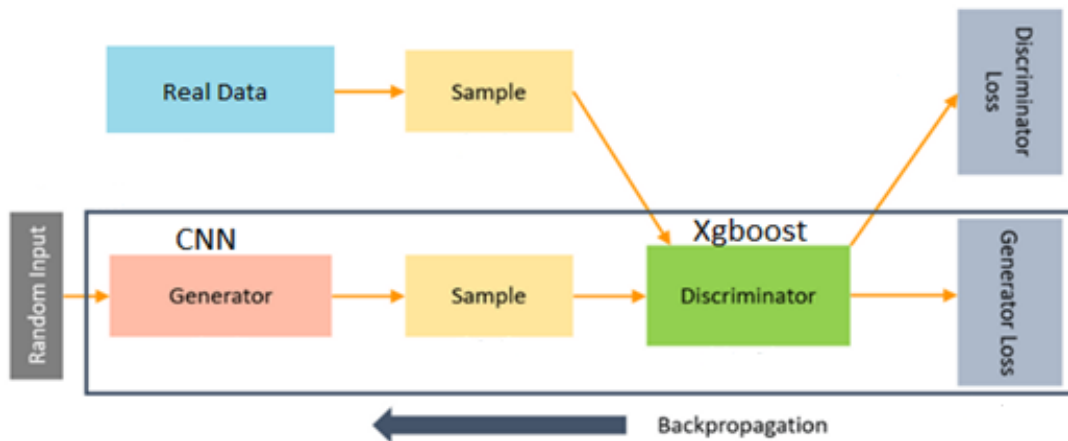 Real Data
Sample
Discriminator
Loss
Random Input
CNN
Generator
Sample
Xgboost
Discriminator
Generator Loss
Backpropagation